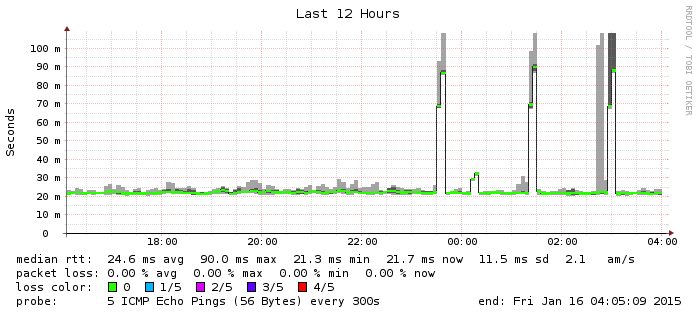 Last 12 Hours
RRDTOOL / TOBI OETIKER
Seconds
100 m
90 m
80 m
70 m
60 m
50 m
40 m
30 m
20 m
10 m
0
18:00 20:00 22:00 00:00 02:00 04:00
median rtt: 24.6 ms avg 90.0 ms max 21.3 ms min 21.7 ms now 11.5 ms sd 2.1 am/s
packet loss: 0.00 % avg 0.00 % max 0.00 % min 0.00 % now
loss color: 0 1/5 2/5 3/5 4/5
probe: 5 ICMP Echo Pings (56 Bytes) every 300s end: Fri Jan 16 04:05:09 2015